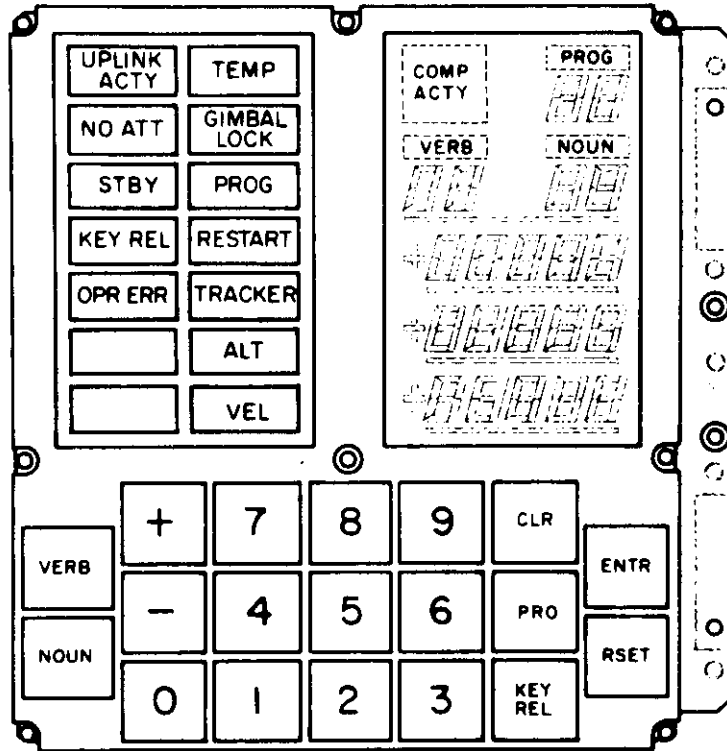 UPLINK
ACTY
TEMP
NO ATT
GIMBAL
LOCK
STBY
PROG
KEY REL
RESTART
OPR ERR
TRACKER
ALT
VEL
COMP
ACTY
PROG
VERB
NOUN
+ 7 8 9 CLR
VERB
ENTR
- 4 5 6 PRO
NOUN
RSET
0 1 2 3 KEY
REL